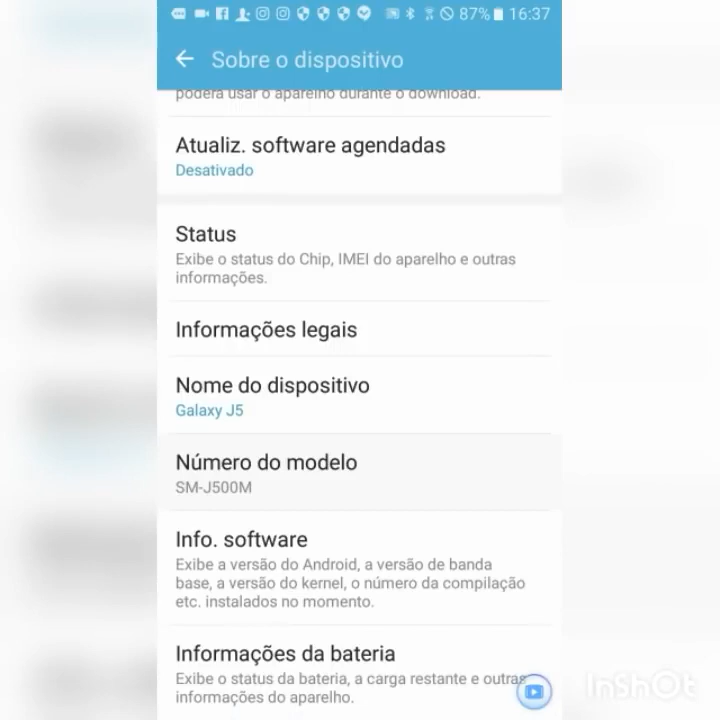 87% 16:37
Sobre o dispositivo
poderá usar o aparelho durante o download.
Atualiz. software agendadas
Desativado
Status
Exibe o status do Chip, IMEI do aparelho e outras
informações.
Informações legais
Nome do dispositivo
Galaxy J5
Número do modelo
SM-J500M
Info. software
Exibe a versão do Android, a versão de banda
base, a versão do kernel, o número da compilação
etc. instalados no momento.
Informações da bateria
Exibe o status da bateria, a carga restante e outras
informações do aparelho.
InShOt